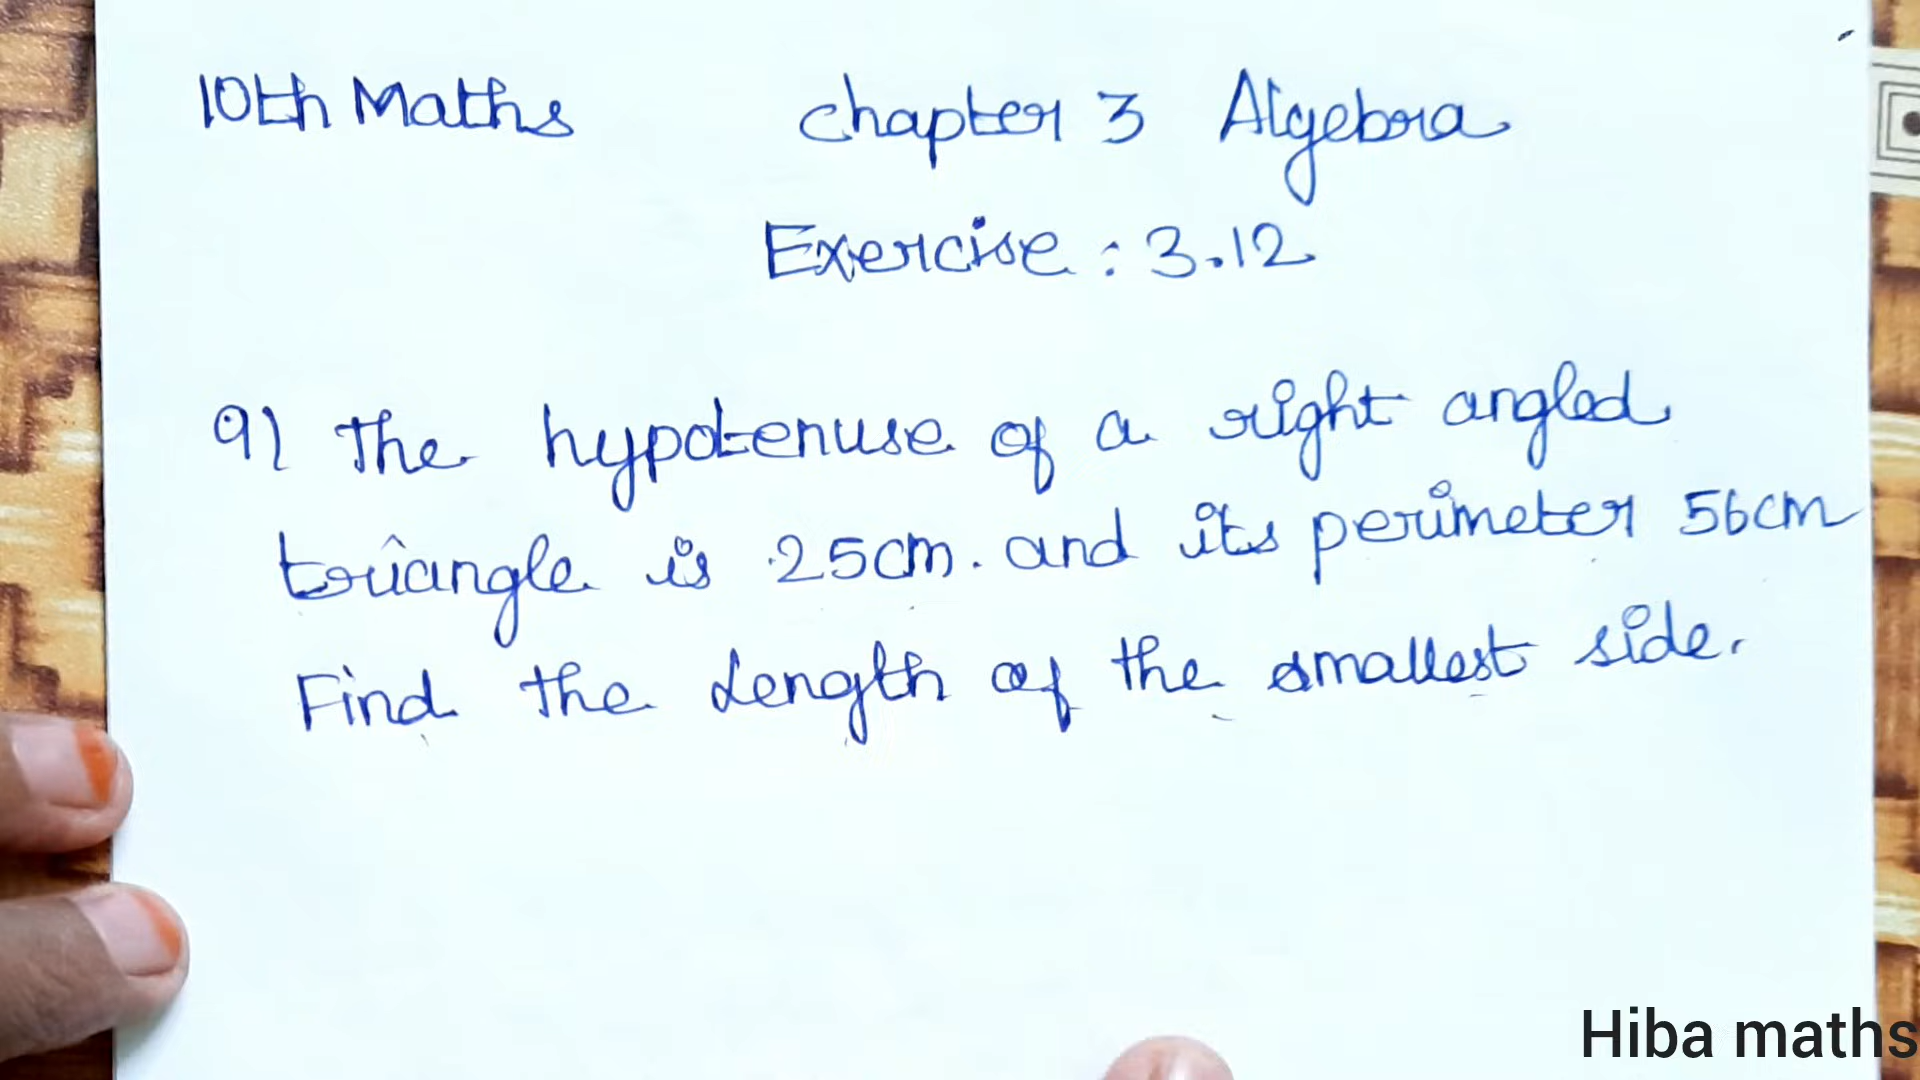 10th Maths chapter 3 Algebra
Exercise : 3.12
9) The hypotenuse of a right angled
triangle is 25cm. and its perimeter 56cm
Find the Length of the smallest side.
Hiba maths